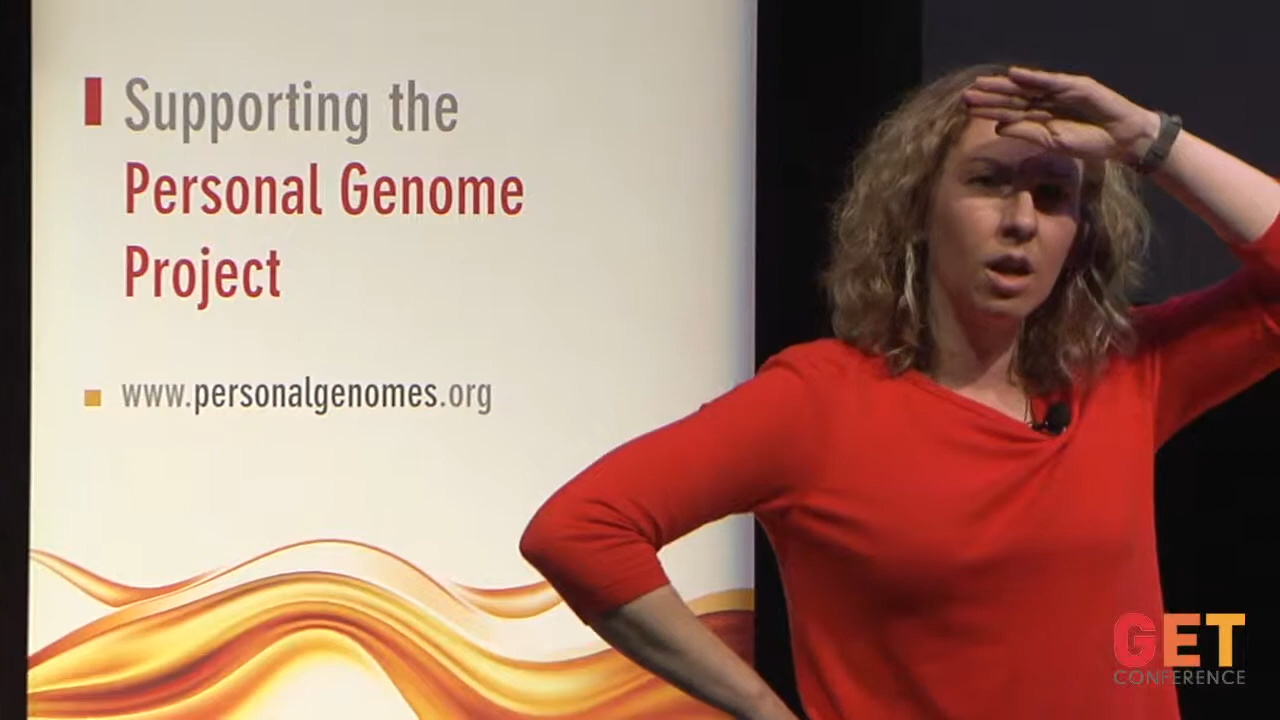 Supporting the
Personal Genome
Project
www.personalgenomes.org
GET
CONFERENCE